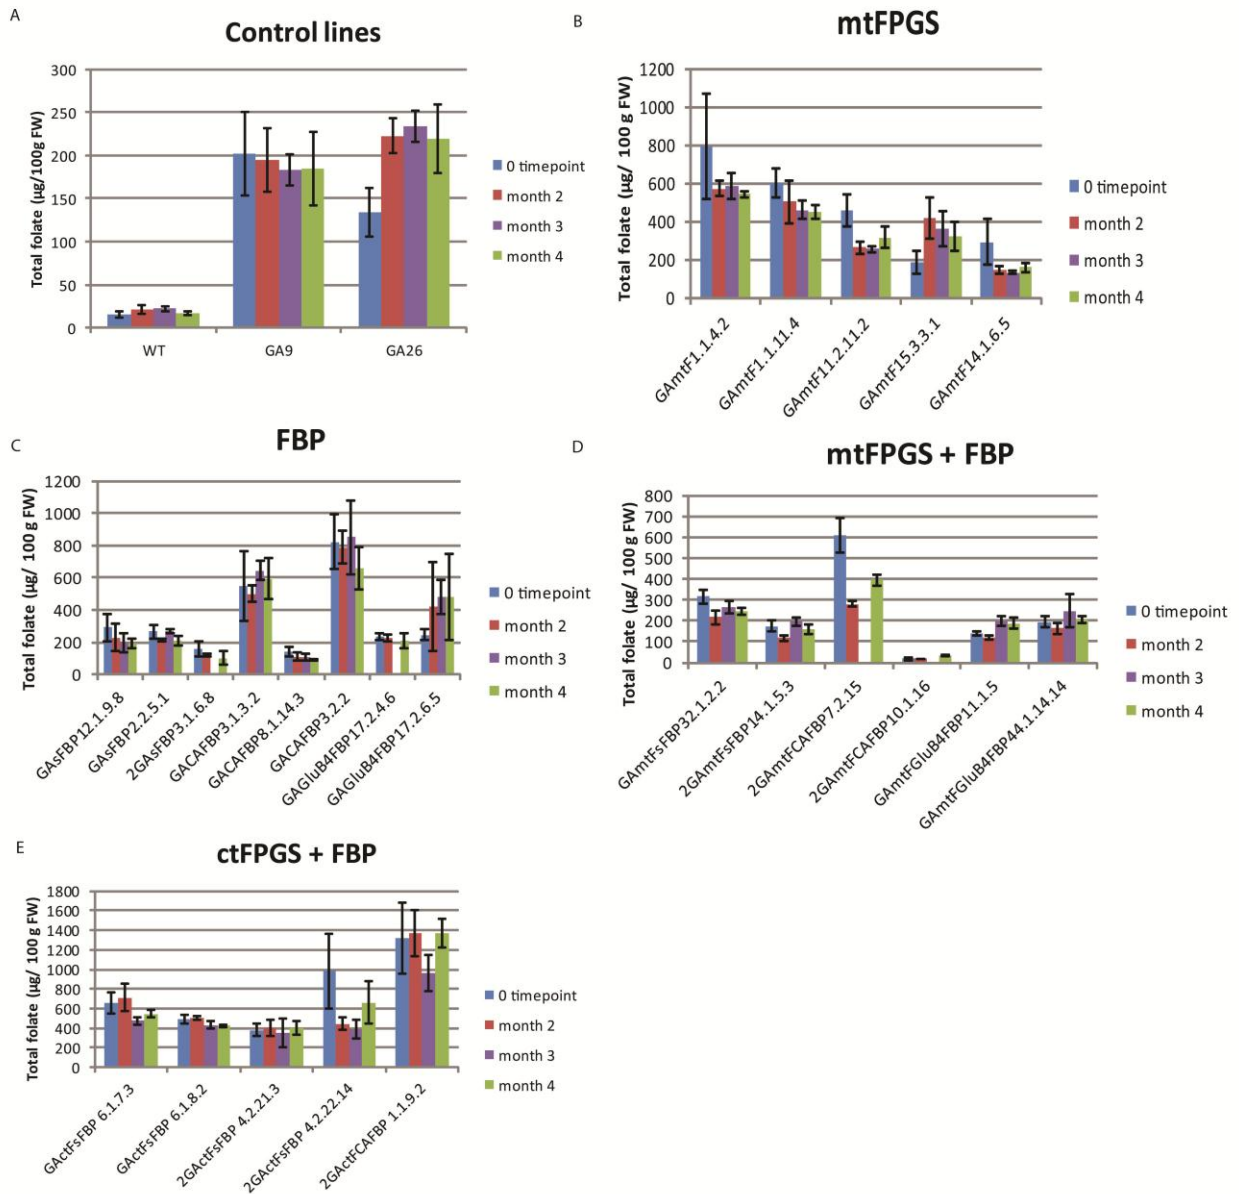 A
Control lines
Total folate (µg/100g FW)
300
250
200
150
100
50
0
WT
GA9
GA26
0 timepoint
month 2
month 3
month 4
B
mtFPGS
Total folate (µg/ 100 g FW)
1200
1000
800
600
400
200
0
GAmtF1.1.4.2
GAmtF1.1.11.4
GAmtF11.2.11.2
GAmtF15.3.3.1
GAmtF14.1.6.5
0 timepoint
month 2
month 3
month 4
C
FBP
Total folate (µg/ 100 g FW)
1200
1000
800
600
400
200
0
GAsFBP12.1.9.8
GAsFBP2.2.5.1
2GAsFBP3.1.6.8
GACAFBP3.1.3.2
GACAFBP8.1.14.3
GACAFBP3.2.2
GAGluB4FBP17.2.4.6
GAGluB4FBP17.2.6.5
0 timepoint
month 2
month 3
month 4
D
mtFPGS + FBP
Total folate (µg/ 100 g FW)
800
700
600
500
400
300
200
100
0
GAmtFsFBP32.1.2.2
2GAmtFsFBP14.1.5.3
2GAmtFCAFBP7.2.15
2GAmtFCAFBP10.1.16
GAmtFGluB4FBP11.1.5
GAmtFGluB4FBP44.1.14.14
0 timepoint
month 2
month 3
month 4
E
ctFPGS + FBP
Total folate (µg/ 100 g FW)
1800
1600
1400
1200
1000
800
600
400
200
0
GActFsFBP 6.1.7.3
GActFsFBP 6.1.8.2
2GActFsFBP 4.2.21.3
2GActFsFBP 4.2.22.14
2GActFCAFBP 1.1.9.2
0 timepoint
month 2
month 3
month 4